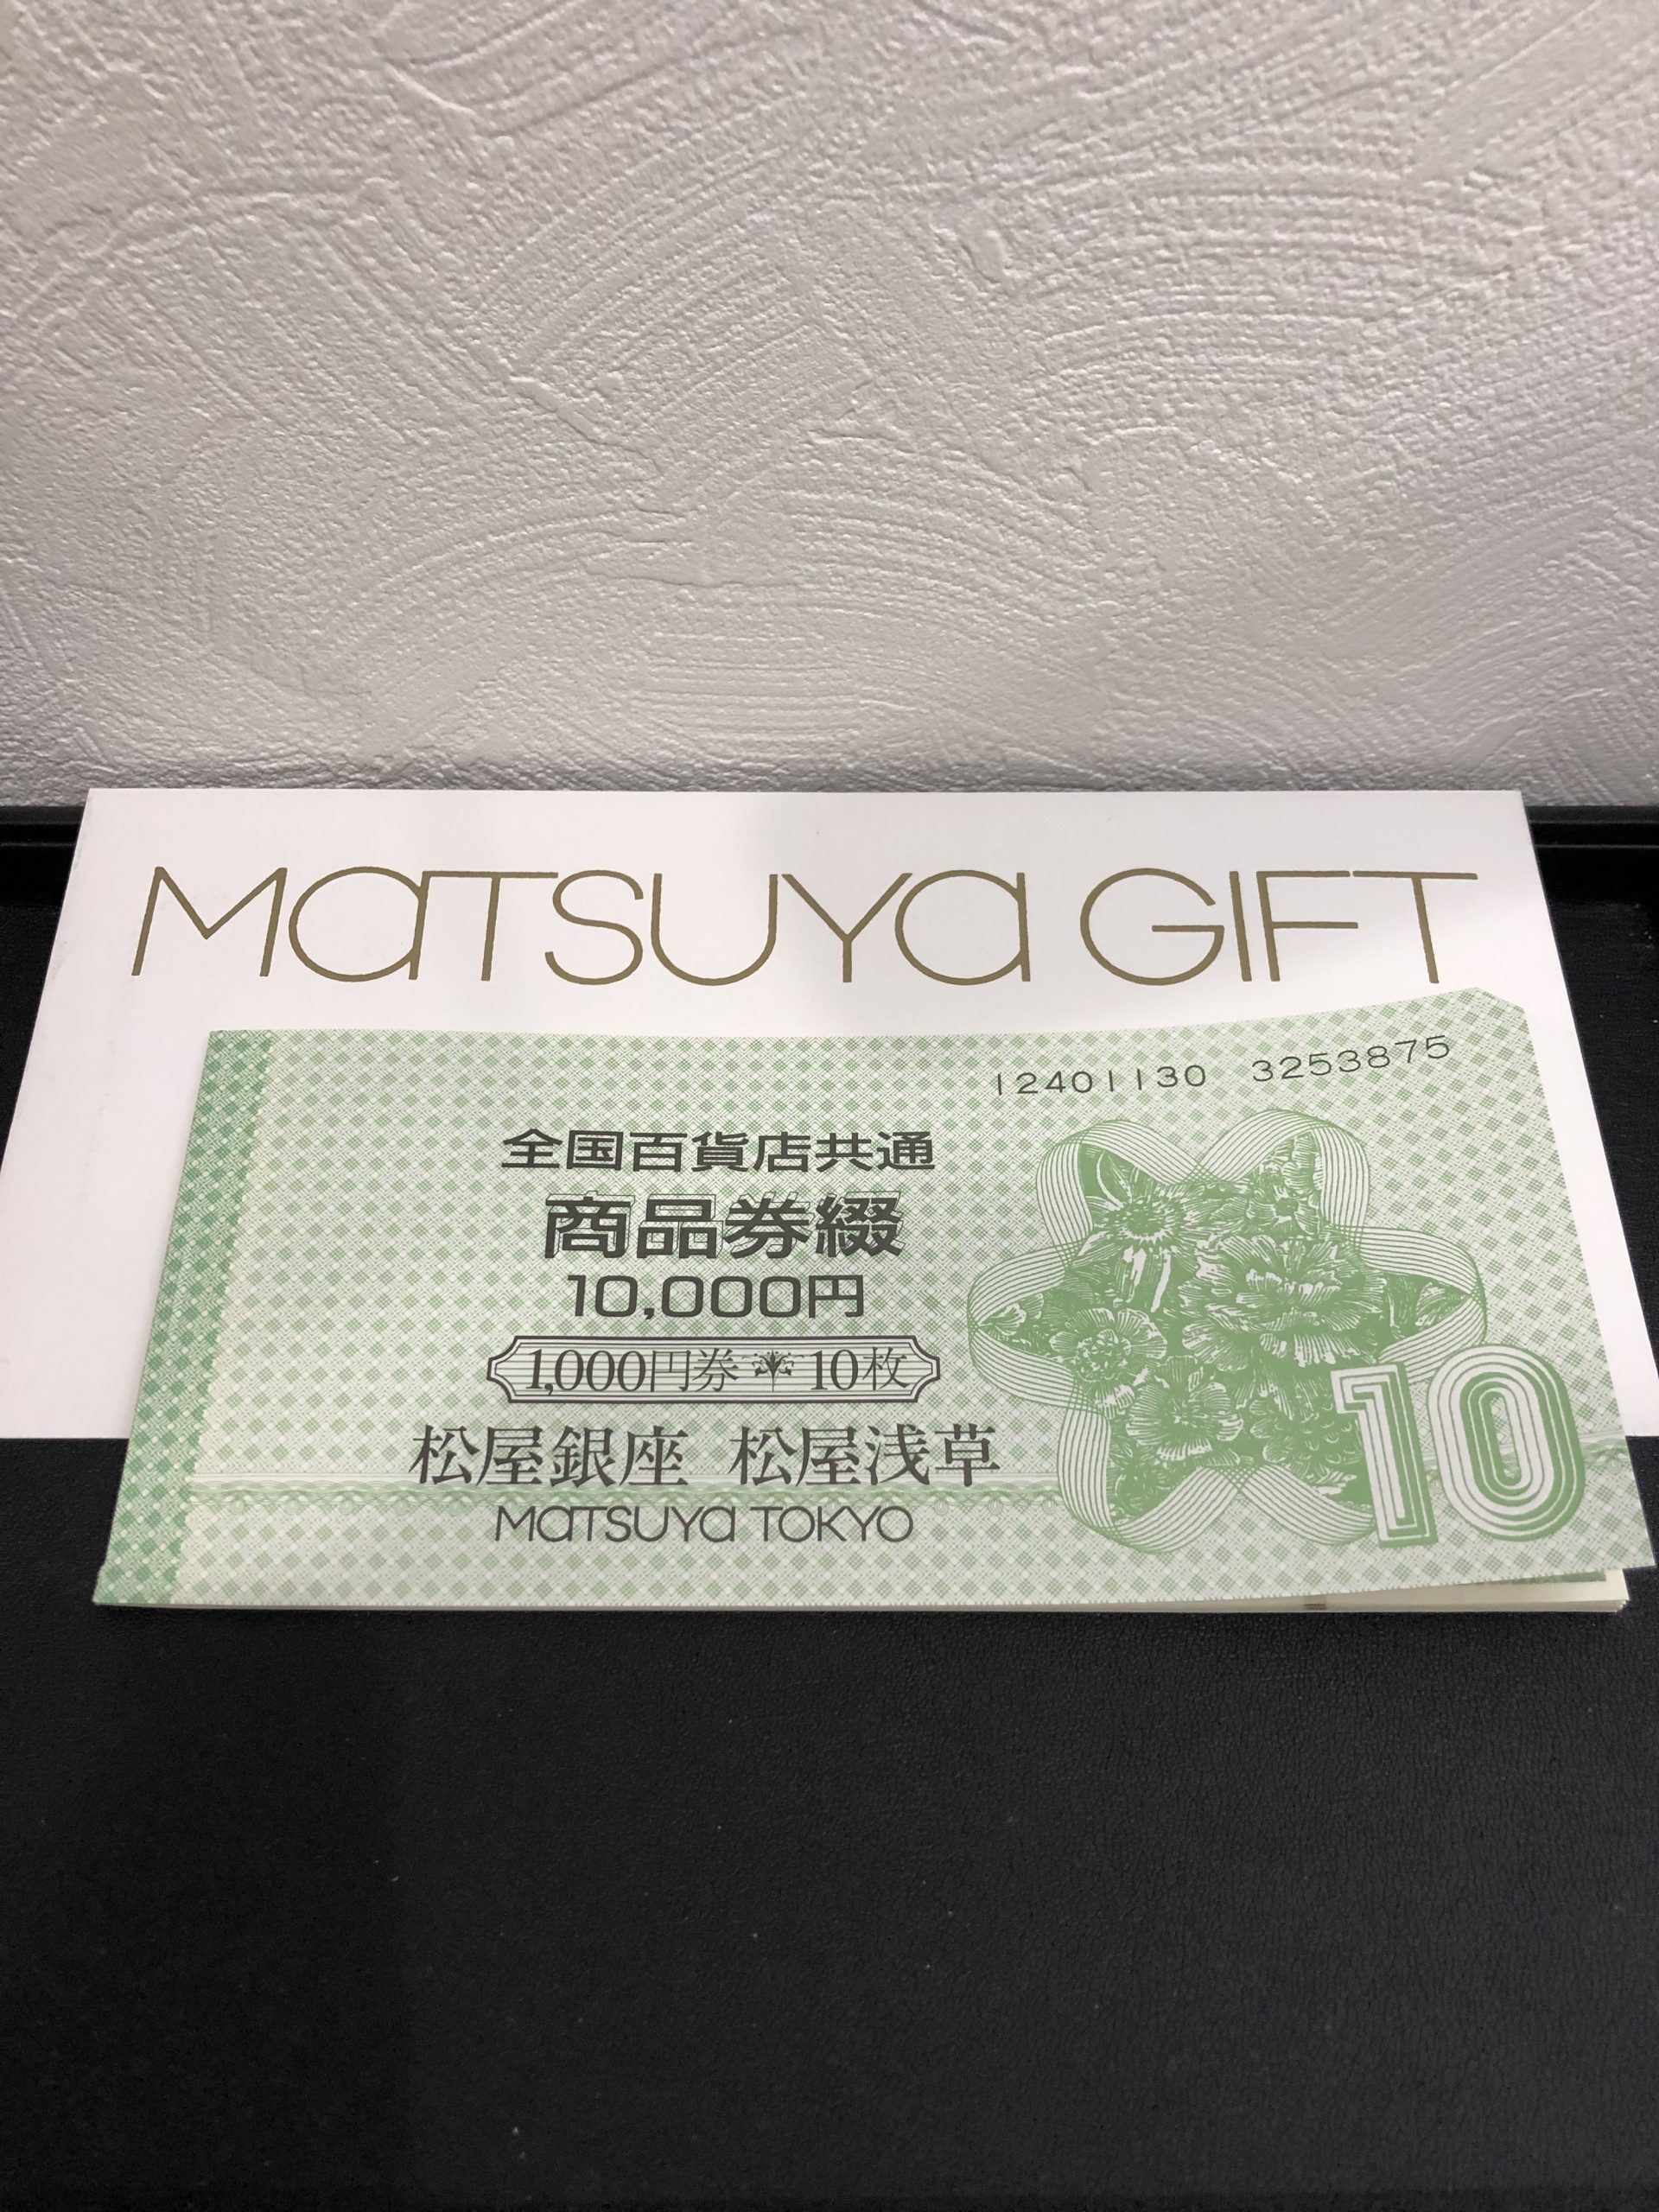 MATSUYA GIFT
12401130 3253875
全国百貨店共通
商品券綴
10,000円
1,000円券 10枚
松屋銀座 松屋浅草
MATSUYA TOKYO
10